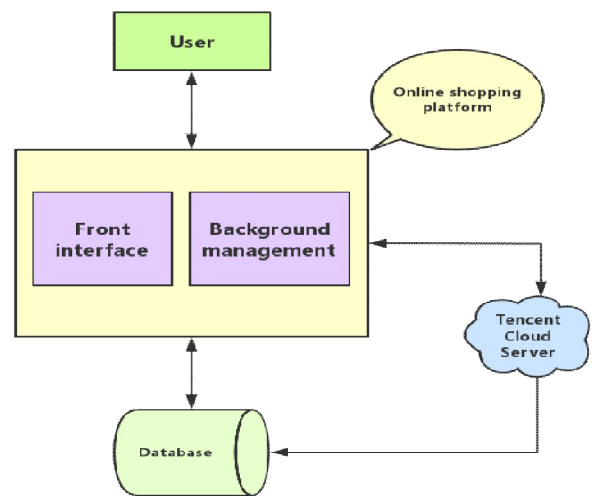 User
Online shopping
platform
Front
interface
Background
management
Tencent
Cloud
Server
Database